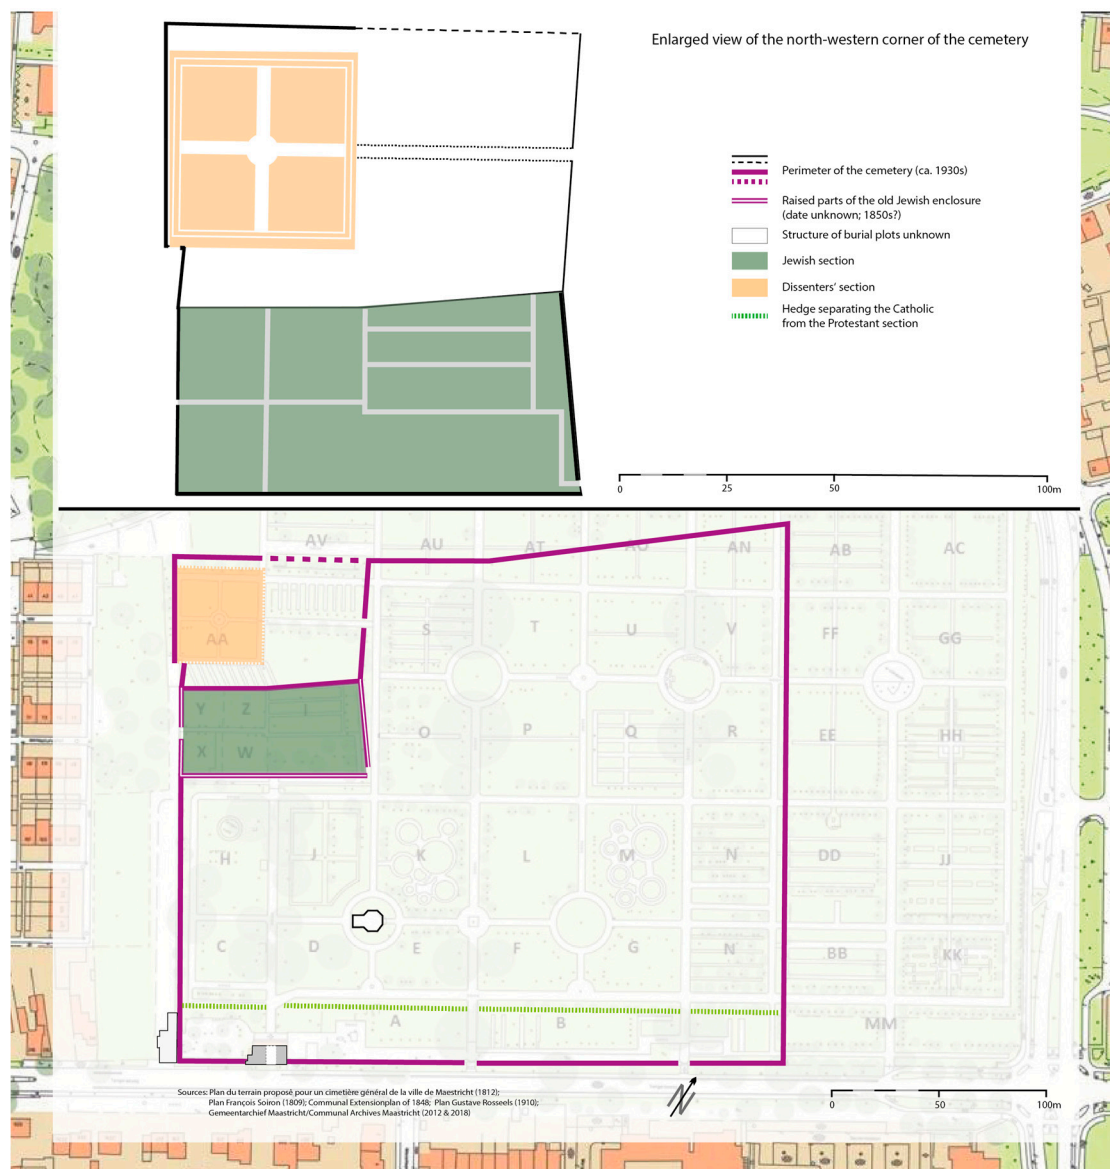 Enlarged view of the north-western corner of the cemetery
Perimeter of the cemetery (ca. 1930s)
Raised parts of the old Jewish enclosure
(date unknown; 1850s?)
Structure of burial plots unknown
Jewish section
Dissenters' section
Hedge separating the Catholic
from the Protestant section
0 25 50 100m
AV AU AT AN AB AC
AA S T U V FF GG
Y Z I
O P Q R EE HH
X W
H J K L M N DD JJ
C D E F G N BB KK
A B MM
Sources: Plan du terrain proposé pour un cimetière général de la ville de Maestricht (1812);
Plan François Soiron (1809); Communal Extensionplan of 1848; Plan Gustave Rosseels (1910);
Gemeentarchief Maastricht/Communal Archives Maastricht (2012 & 2018)
N
0 50 100m